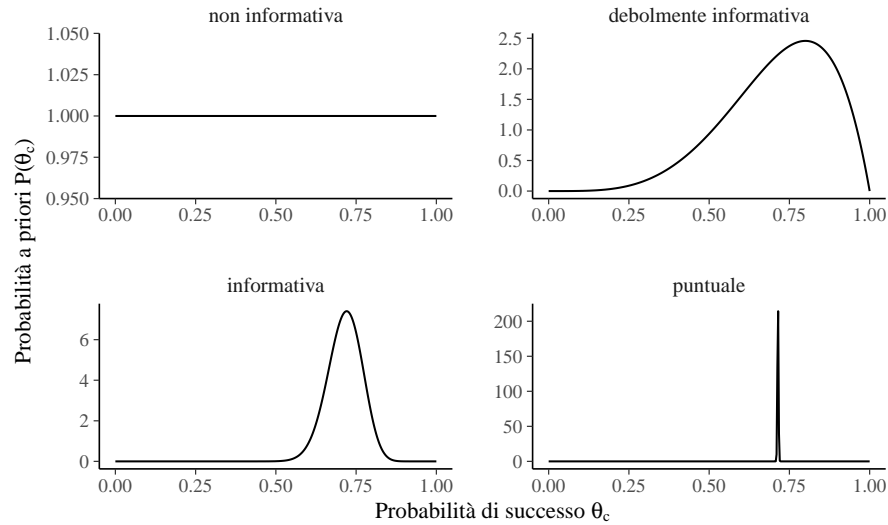 non informativa
debolmente informativa
1.050
1.025
1.000
0.975
0.950
0.00 0.25 0.50 0.75 1.00
2.5
2.0
1.5
1.0
0.5
0.0
0.00 0.25 0.50 0.75 1.00
Probabilità a priori P(θc)
informativa
puntuale
6
4
2
0
0.00 0.25 0.50 0.75 1.00
200
150
100
50
0
0.00 0.25 0.50 0.75 1.00
Probabilità di successo θc